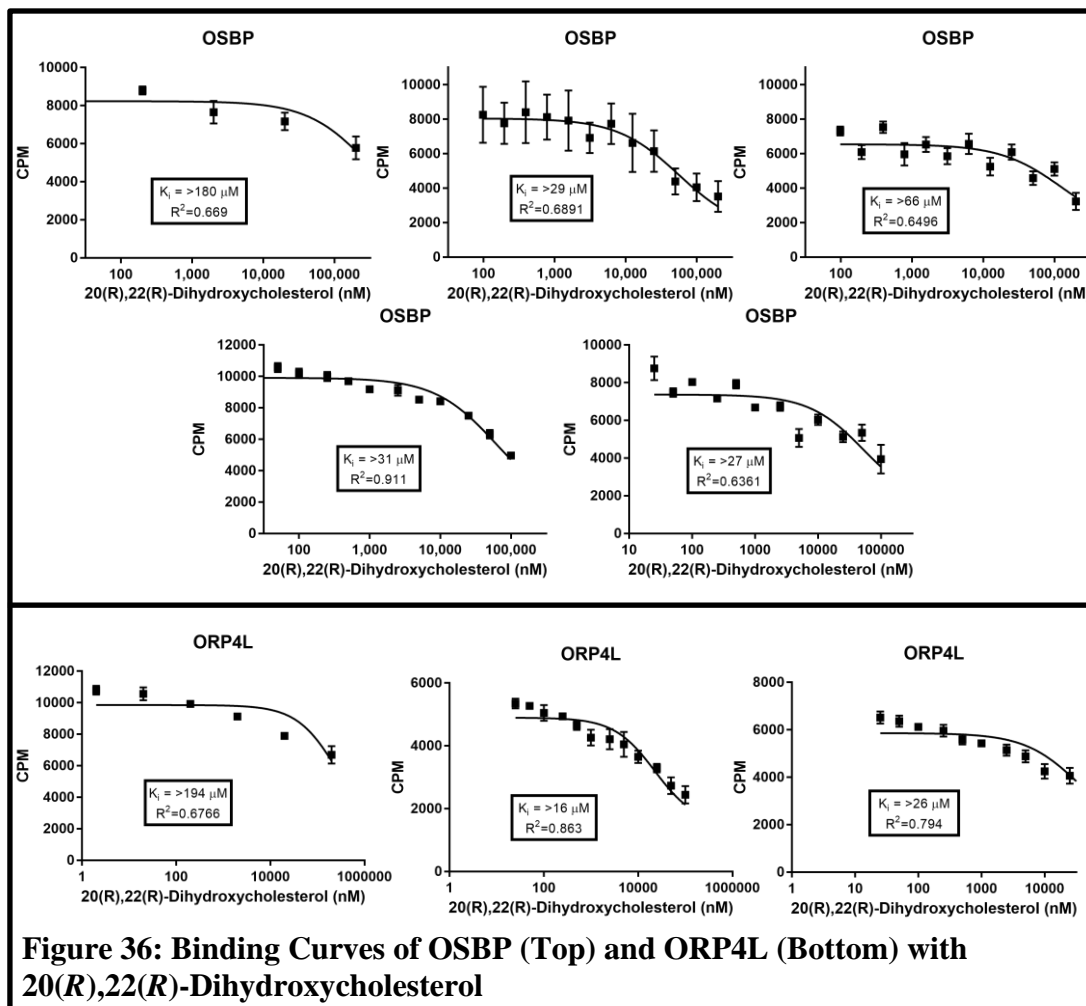 OSBP
OSBP
OSBP
10000
8000
6000
4000
2000
0
CPM
Kᵢ = >180 μM
R²=0.669
100
1,000
10,000
100,000
20(R),22(R)-Dihydroxycholesterol (nM)
10000
8000
6000
4000
2000
0
CPM
Kᵢ = >29 μM
R²=0.6891
100
1,000
10,000
100,000
20(R),22(R)-Dihydroxycholesterol (nM)
10000
8000
6000
4000
2000
0
CPM
Kᵢ = >66 μM
R²=0.6496
100
1,000
10,000
100,000
20(R),22(R)-Dihydroxycholesterol (nM)
OSBP
OSBP
12000
10000
8000
6000
4000
2000
0
CPM
Kᵢ = >31 μM
R²=0.911
100
1,000
10,000
100,000
20(R),22(R)-Dihydroxycholesterol (nM)
10000
8000
6000
4000
2000
0
CPM
Kᵢ = >27 μM
R²=0.6361
10
100
1000
10000
100000
20(R),22(R)-Dihydroxycholesterol (nM)
ORP4L
ORP4L
ORP4L
12000
10000
8000
6000
4000
2000
0
CPM
Kᵢ = >194 μM
R²=0.6766
1
100
10000
1000000
20(R),22(R)-Dihydroxycholesterol (nM)
6000
4000
2000
0
CPM
Kᵢ = >16 μM
R²=0.863
1
100
10000
1000000
20(R),22(R)-Dihydroxycholesterol (nM)
8000
6000
4000
2000
0
CPM
Kᵢ = >26 μM
R²=0.794
1
10
100
1000
10000
20(R),22(R)-Dihydroxycholesterol (nM)
Figure 36: Binding Curves of OSBP (Top) and ORP4L (Bottom) with
20(R),22(R)-Dihydroxycholesterol